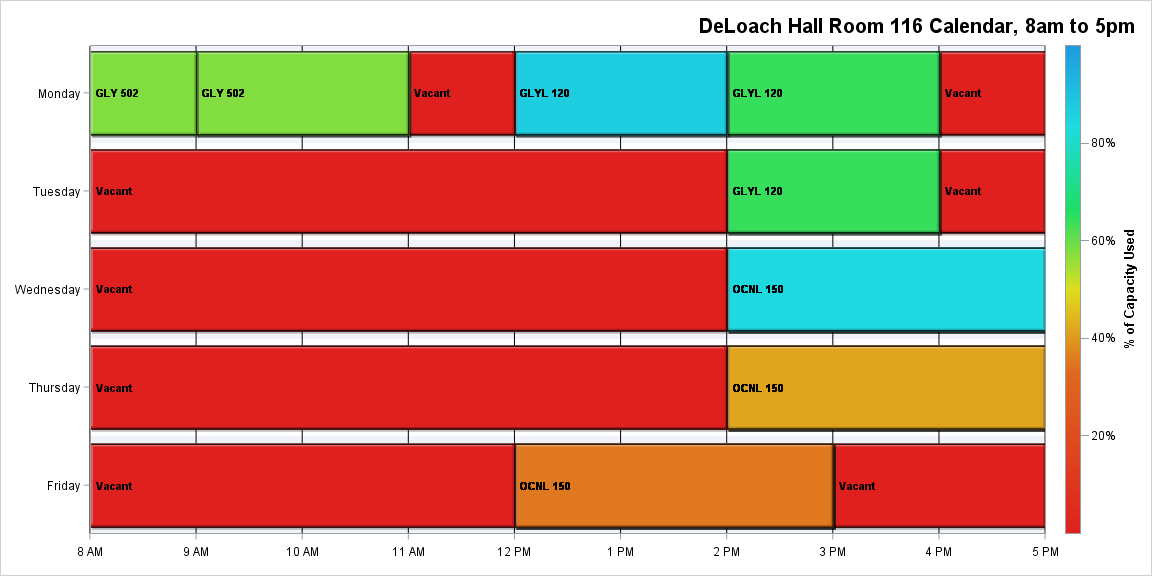 DeLoach Hall Room 116 Calendar, 8am to 5pm
Monday
GLY 502
GLY 502
Vacant
GLYL 120
GLYL 120
Vacant
Tuesday
Vacant
GLYL 120
Vacant
Wednesday
Vacant
OCNL 150
Thursday
Vacant
OCNL 150
Friday
Vacant
OCNL 150
Vacant
8 AM
9 AM
10 AM
11 AM
12 PM
1 PM
2 PM
3 PM
4 PM
5 PM
80%
60%
40%
20%
% of Capacity Used